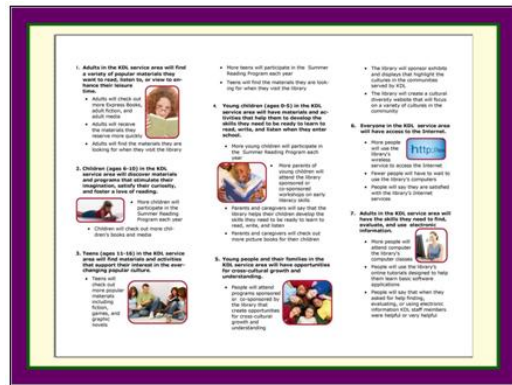 1. Adults in the KDL service area will find
a variety of popular materials they
want to read, listen to, or view to en-
hance their leisure
time.
• Adults will check out
more Express Books,
adult fiction, and
adult media
• Adults will receive
the materials they
reserve more quickly
• Adults will find the materials they are
looking for when they visit the library
2. Children (ages 6-10) in the KDL
service area will discover materials
and programs that stimulate their
imagination, satisfy their curiosity,
and foster a love of reading.
• More children will
participate in the
Summer Reading
Program each year
• Children will check out more chil-
dren's books and media
3. Teens (ages 11-18) in the KDL service
area will find materials and activities
that support their interest in the ever-
changing popular culture.
• Teens will
check out
more popular
materials
including
fiction,
games, and
graphic
novels
• More teens will participate in the Summer
Reading Program each year
• Teens will find the materials they are look-
ing for when they visit the library
4. Young children (ages 0-5) in the KDL
service area will have materials and ac-
tivities that help them to develop the
skills they need to be ready to learn to
read, write, and listen when they enter
school.
• More young children will participate in
the Summer Reading Program each
year
• More parents of
young children will
attend the library
sponsored or
co-sponsored
workshops on early
literacy skills
• Parents and caregivers will say that the
library helps their children develop the
skills they need to be ready to learn to
read, write, and listen
• Parents and caregivers will check out
more picture books for their children
5. Young people and their families in the
KDL service area will have opportunities
for cross-cultural growth and
understanding.
• People will attend
programs sponsored
or co-sponsored by
the library that
create opportunities
for cross-cultural
growth and
understanding
• The library will sponsor exhibits
and displays that highlight the
cultures in the communities
served by KDL
• The library will create a cultural
diversity website will focus
on a variety of cultures in the
community
6. Everyone in the KDL service area
will have access to the Internet.
• More people
will use the
library's
wireless
service to access the Internet
http://
• Fewer people will have to wait to
use the library's computers
• People will say they are satisfied
with the library's Internet
services
7. Adults in the KDL service area will
have the skills they need to find,
evaluate, and use electronic
information.
• More people will
attend computer
the library's
computer classes
• People will use the library's
online tutorials designed to help
them learn basic software
applications
• People will say that when they
asked for help finding,
evaluating, or using electronic
information KDL staff members
were helpful or very helpful